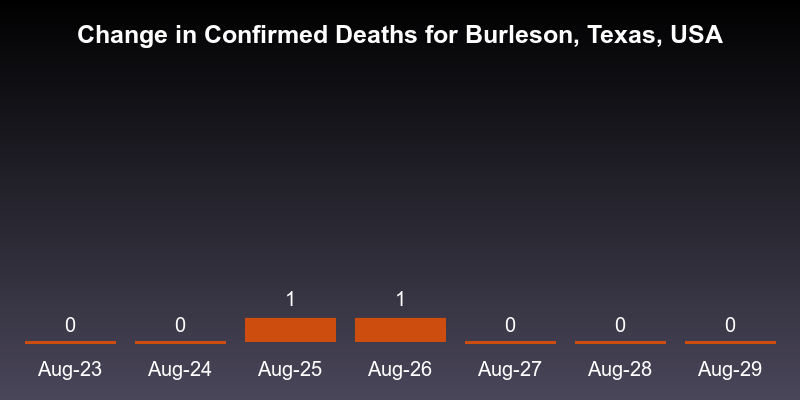 Change in Confirmed Deaths for Burleson, Texas, USA
0 0 1 1 0 0 0
Aug-23 Aug-24 Aug-25 Aug-26 Aug-27 Aug-28 Aug-29